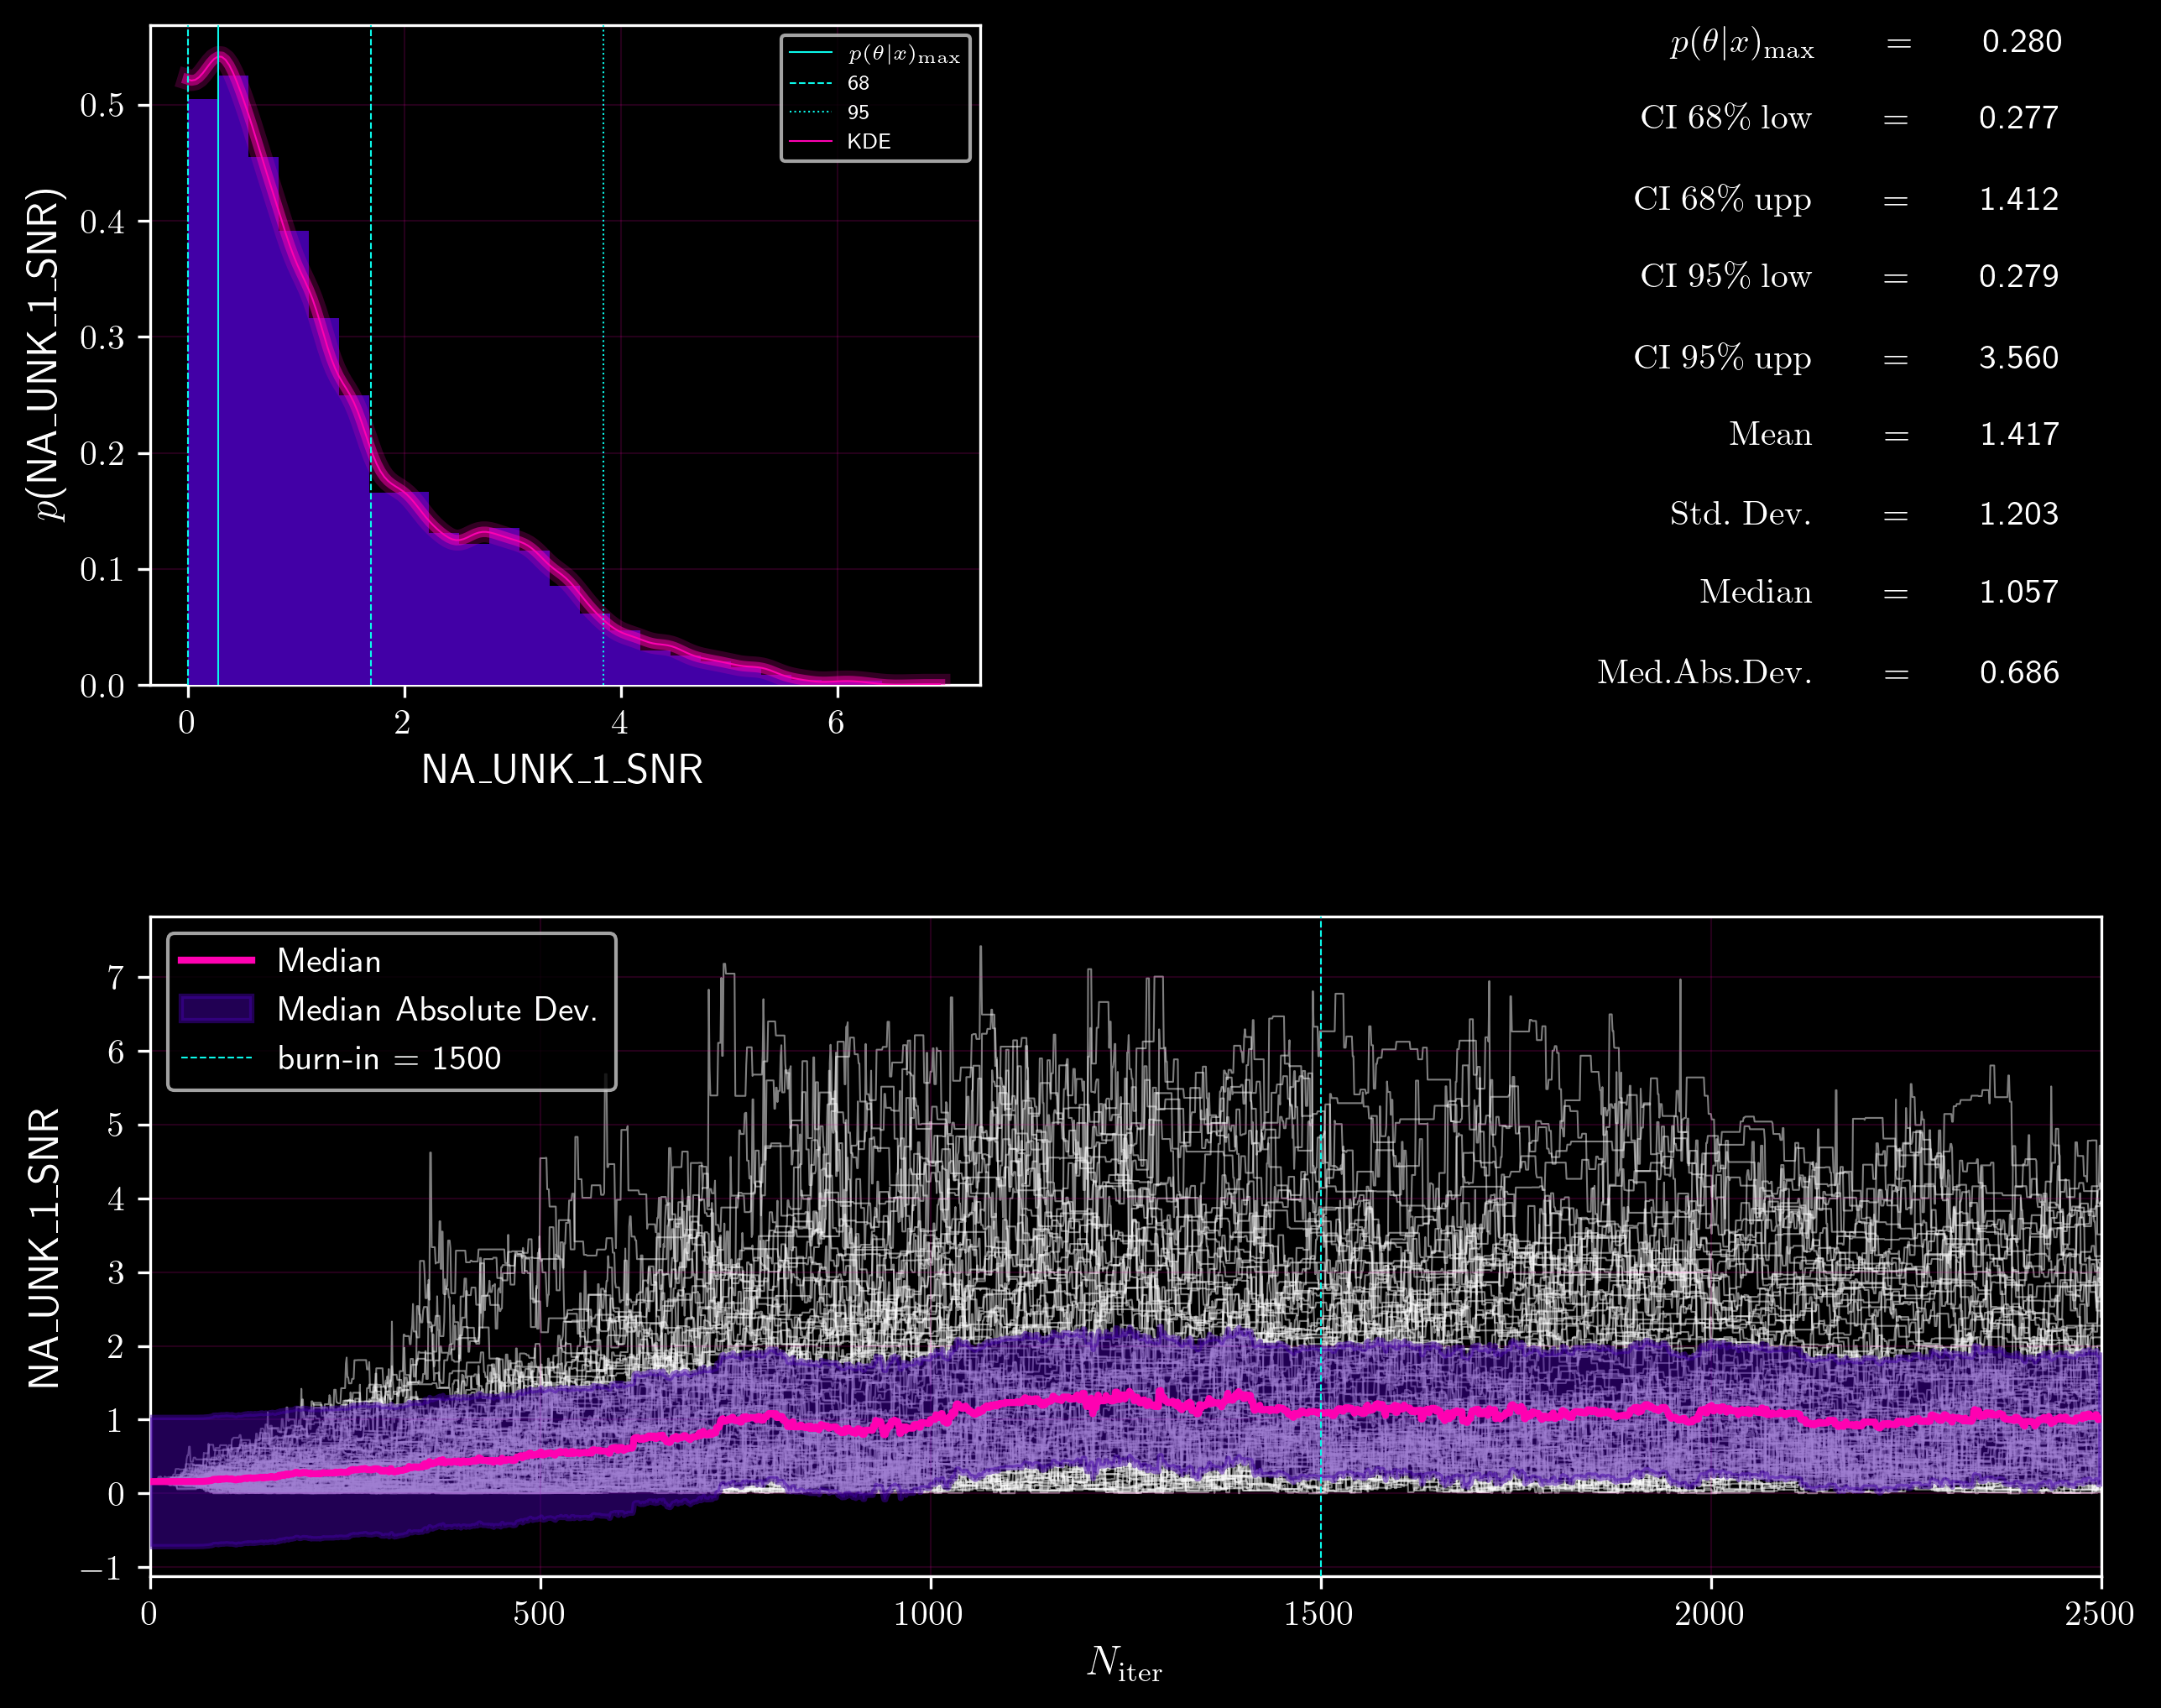 p(NA_UNK_1_SNR)
0.5
0.4
0.3
0.2
0.1
0.0
0 2 4 6
NA_UNK_1_SNR
p(θ|x)max
68
95
KDE
p(θ|x)max = 0.280
CI 68% low = 0.277
CI 68% upp = 1.412
CI 95% low = 0.279
CI 95% upp = 3.560
Mean = 1.417
Std. Dev. = 1.203
Median = 1.057
Med.Abs.Dev. = 0.686
NA_UNK_1_SNR
7
6
5
4
3
2
1
0
−1
Median
Median Absolute Dev.
burn-in = 1500
0 500 1000 1500 2000 2500
Niter